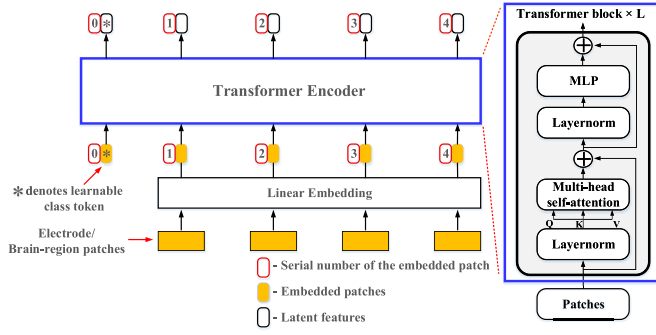 0 * 1 2 3 4
Transformer Encoder
0 * 1 2 3 4
* denotes learnable
class token
Linear Embedding
Electrode/
Brain-region patches
- Serial number of the embedded patch
- Embedded patches
- Latent features
Transformer block × L
MLP
Layernorm
Multi-head
self-attention
Q K V
Layernorm
Patches